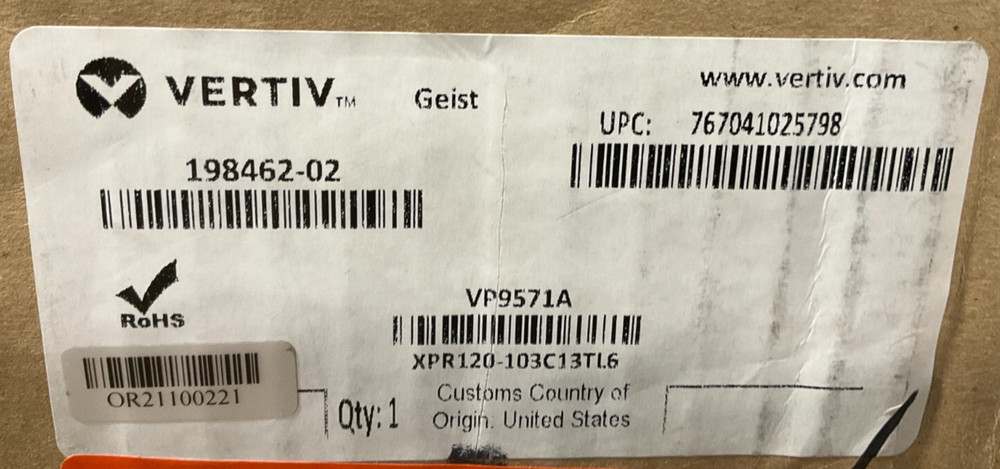 VERTIV™ Geist
www.vertiv.com
UPC: 767041025798
198462-02
RoHS
VP9571A
XPR120-103C13TL6
OR21100221
Qty: 1
Customs Country of
Origin: United States